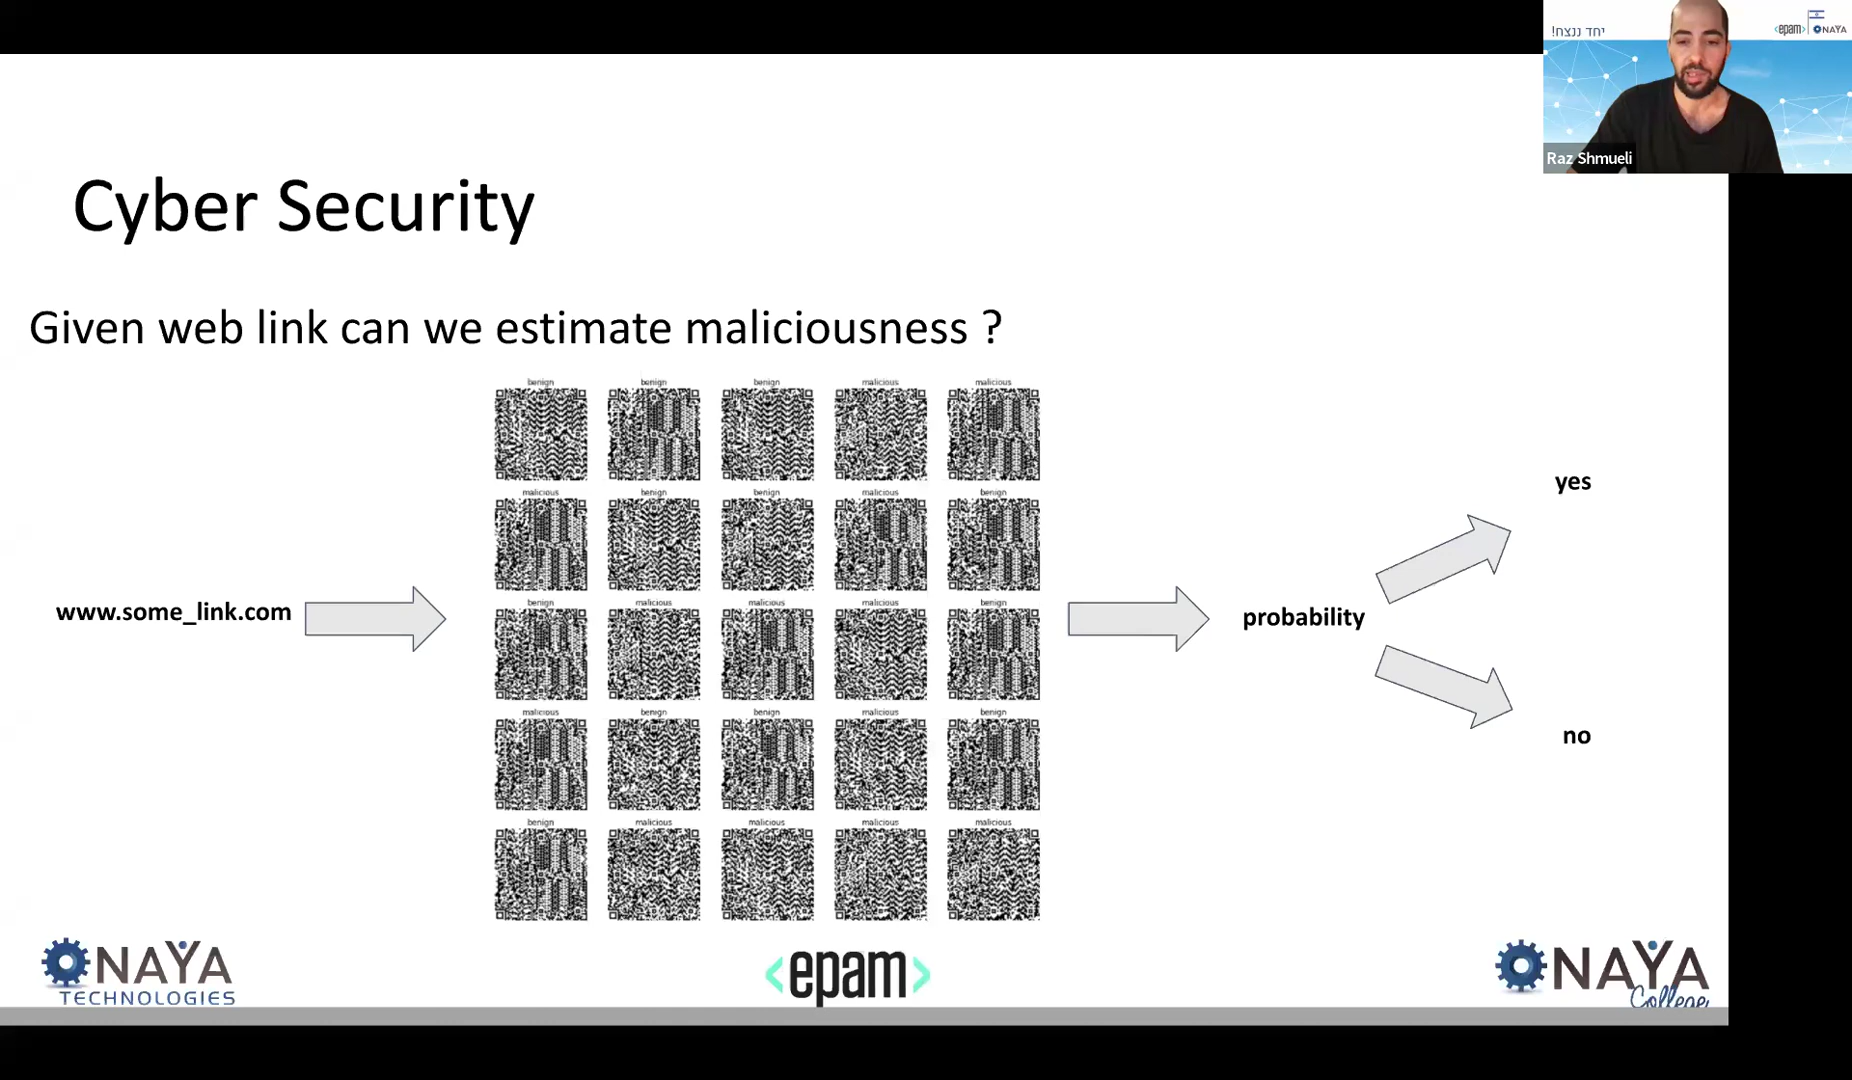 יחד ננצח!
<epam> NAYA
Raz Shmueli
Cyber Security
Given web link can we estimate maliciousness ?
benign benign benign malicious malicious
malicious benign benign malicious benign
benign malicious malicious malicious benign
malicious benign benign malicious benign
benign malicious malicious malicious malicious
www.some_link.com
probability
yes
no
NAYA
TECHNOLOGIES
<epam>
NAYA
College